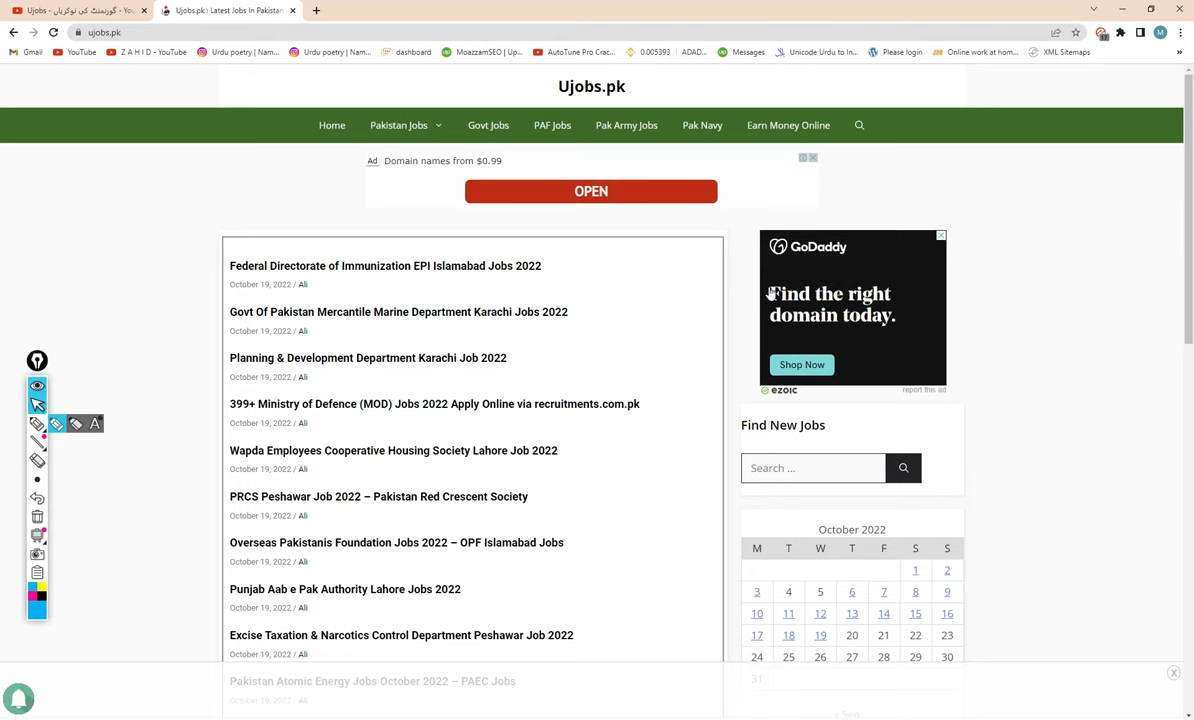 Ujobs - گورنمنٹ کی نوکریاں - You
Ujobs.pk : Latest Jobs In Pakistan
ujobs.pk
Gmail
YouTube
Z A H I D - YouTube
Urdu poetry | Nam...
Urdu poetry | Nam...
dashboard
MoazzamSEO | Up...
AutoTune Pro Crac...
0.005393 | ADAD...
Messages
Unicode Urdu to In...
Please login
Online work at hom...
XML Sitemaps
Ujobs.pk
Home
Pakistan Jobs
Govt Jobs
PAF Jobs
Pak Army Jobs
Pak Navy
Earn Money Online
Ad
Domain names from $0.99
OPEN
Federal Directorate of Immunization EPI Islamabad Jobs 2022
October 19, 2022 / Ali
Govt Of Pakistan Mercantile Marine Department Karachi Jobs 2022
October 19, 2022 / Ali
Planning & Development Department Karachi Job 2022
October 19, 2022 / Ali
399+ Ministry of Defence (MOD) Jobs 2022 Apply Online via recruitments.com.pk
October 19, 2022 / Ali
Wapda Employees Cooperative Housing Society Lahore Job 2022
October 19, 2022 / Ali
PRCS Peshawar Job 2022 – Pakistan Red Crescent Society
October 19, 2022 / Ali
Overseas Pakistanis Foundation Jobs 2022 – OPF Islamabad Jobs
October 19, 2022 / Ali
Punjab Aab e Pak Authority Lahore Jobs 2022
October 19, 2022 / Ali
Excise Taxation & Narcotics Control Department Peshawar Job 2022
October 19, 2022 / Ali
Pakistan Atomic Energy Jobs October 2022 – PAEC Jobs
October 19, 2022 / Ali
GoDaddy
Find the right
domain today.
Shop Now
ezoic
report this ad
Find New Jobs
Search ...
October 2022
M T W T F S S
1 2
3 4 5 6 7 8 9
10 11 12 13 14 15 16
17 18 19 20 21 22 23
24 25 26 27 28 29 30
31
« Sep
A
M